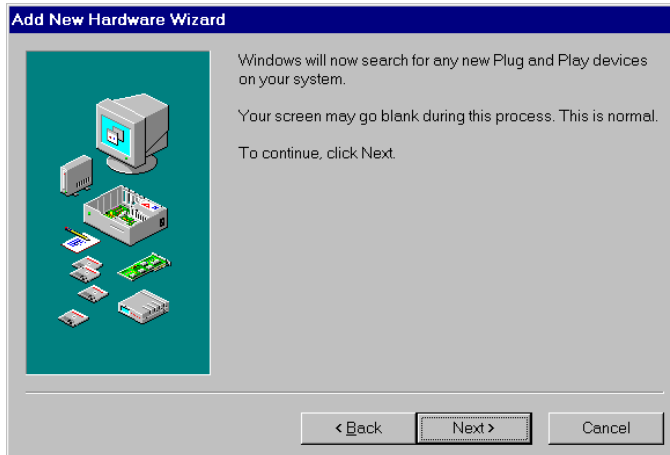 Add New Hardware Wizard
Windows will now search for any new Plug and Play devices
on your system.
Your screen may go blank during this process. This is normal.
To continue, click Next.
< Back
Next >
Cancel